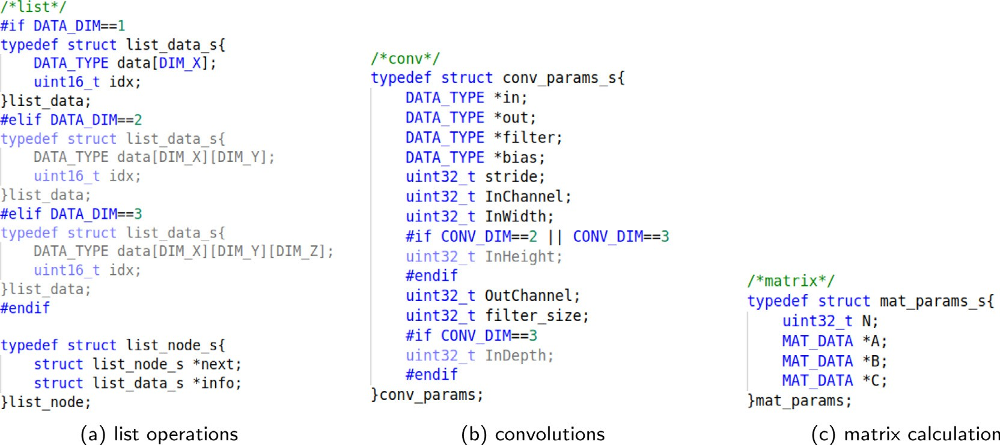 /*list*/
#if DATA_DIM==1
typedef struct list_data_s{
    DATA_TYPE data[DIM_X];
    uint16_t idx;
}list_data;
#elif DATA_DIM==2
typedef struct list_data_s{
    DATA_TYPE data[DIM_X][DIM_Y];
    uint16_t idx;
}list_data;
#elif DATA_DIM==3
typedef struct list_data_s{
    DATA_TYPE data[DIM_X][DIM_Y][DIM_Z];
    uint16_t idx;
}list_data;
#endif
typedef struct list_node_s{
    struct list_node_s *next;
    struct list_data_s *info;
}list_node;
(a) list operations
/*conv*/
typedef struct conv_params_s{
    DATA_TYPE *in;
    DATA_TYPE *out;
    DATA_TYPE *filter;
    DATA_TYPE *bias;
    uint32_t stride;
    uint32_t InChannel;
    uint32_t InWidth;
    #if CONV_DIM==2 || CONV_DIM==3
    uint32_t InHeight;
    #endif
    uint32_t OutChannel;
    uint32_t filter_size;
    #if CONV_DIM==3
    uint32_t InDepth;
    #endif
}conv_params;
(b) convolutions
/*matrix*/
typedef struct mat_params_s{
    uint32_t N;
    MAT_DATA *A;
    MAT_DATA *B;
    MAT_DATA *C;
}mat_params;
(c) matrix calculation